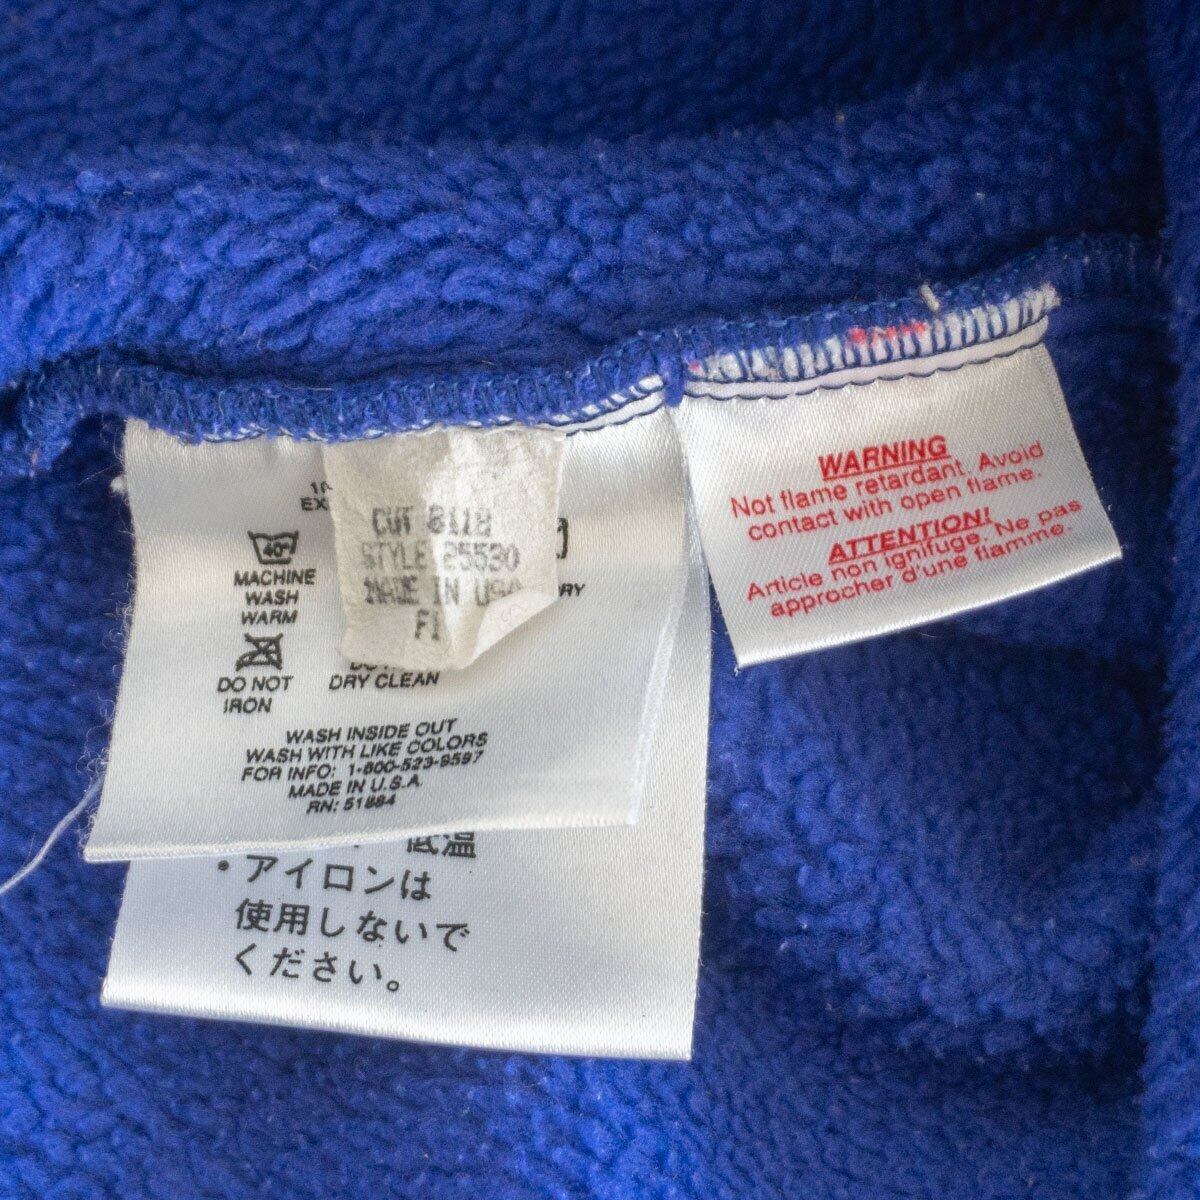 CUT 8118
STYLE 25530
MADE IN USA
40°
MACHINE
WASH
WARM
DO NOT
IRON
DRY CLEAN
WASH INSIDE OUT
WASH WITH LIKE COLORS
FOR INFO: 1-800-523-9597
MADE IN U.S.A.
RN: 51884
低温
・アイロンは
使用しないで
ください。
WARNING
Not flame retardant. Avoid
contact with open flame.
ATTENTION!
Article non ignifuge. Ne pas
approcher d'une flamme.